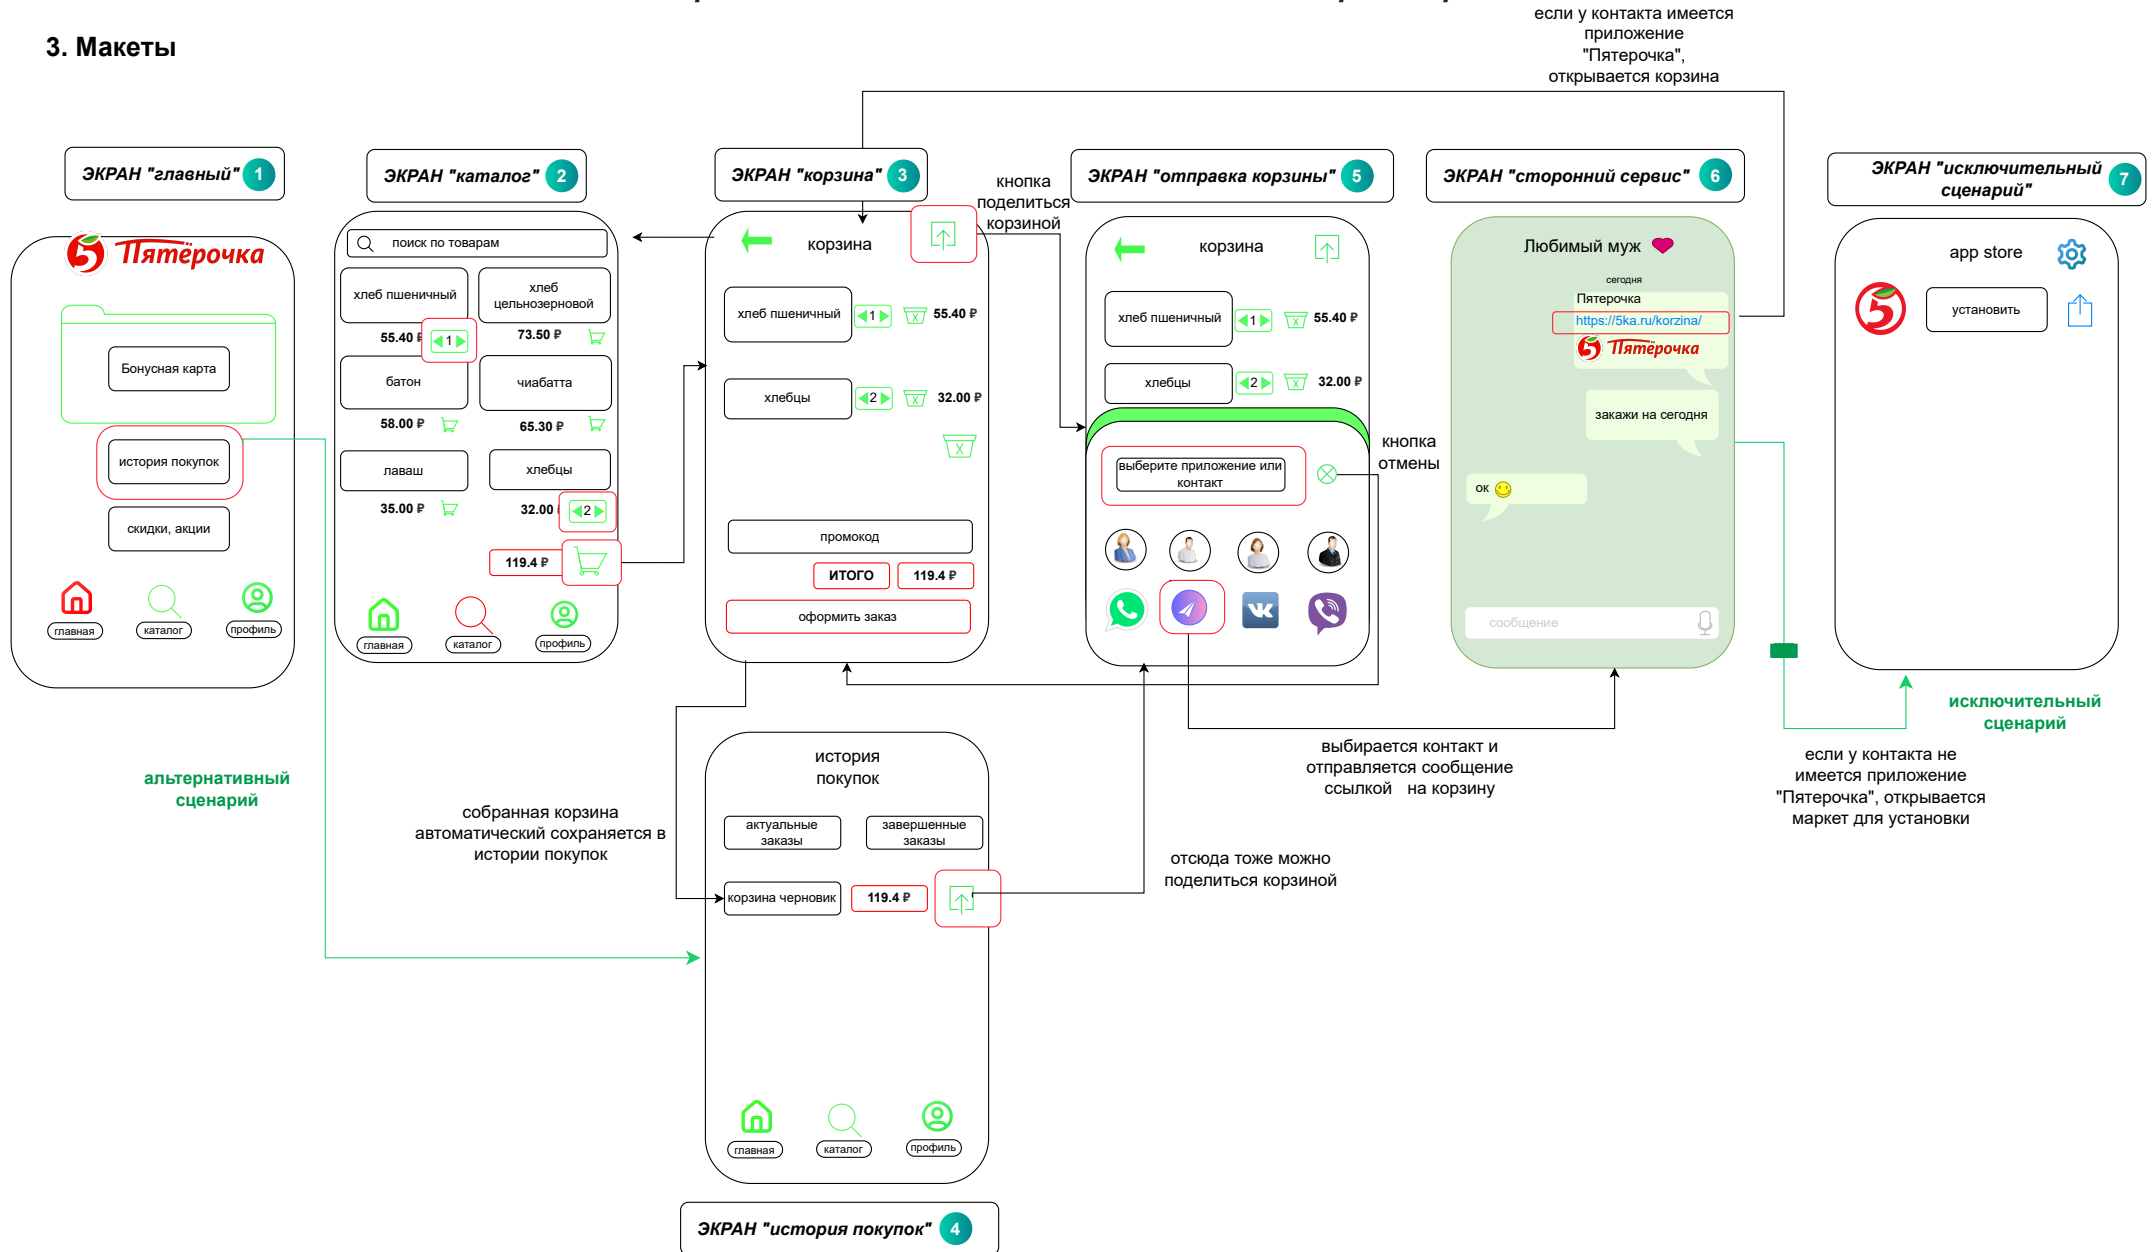 3. Макеты
если у контакта имеется
приложение
"Пятерочка",
открывается корзина
ЭКРАН "главный" 1
Пятёрочка
Бонусная карта
история покупок
скидки, акции
главная
каталог
профиль
альтернативный
сценарий
ЭКРАН "каталог" 2
поиск по товарам
хлеб пшеничный
хлеб
цельнозерновой
55.40 ₽
1
73.50 ₽
батон
чиабатта
58.00 ₽
65.30 ₽
лаваш
хлебцы
35.00 ₽
32.00
2
119.4 ₽
главная
каталог
профиль
ЭКРАН "корзина" 3
корзина
хлеб пшеничный
1
X
55.40 ₽
хлебцы
2
X
32.00 ₽
X
промокод
ИТОГО
119.4 ₽
оформить заказ
кнопка
поделиться
корзиной
собранная корзина
автоматический сохраняется в
истории покупок
история
покупок
актуальные
заказы
завершенные
заказы
корзина черновик
119.4 ₽
главная
каталог
профиль
ЭКРАН "история покупок" 4
отсюда тоже можно
поделиться корзиной
ЭКРАН "отправка корзины" 5
корзина
хлеб пшеничный
1
X
55.40 ₽
хлебцы
2
X
32.00 ₽
выберите приложение или
контакт
кнопка
отмены
выбирается контакт и
отправляется сообщение
ссылкой на корзину
ЭКРАН "сторонний сервис" 6
Любимый муж
сегодня
Пятерочка
https://5ka.ru/korzina/
Пятёрочка
закажи на сегодня
ок
сообщение
ЭКРАН "исключительный
сценарий" 7
app store
установить
исключительный
сценарий
если у контакта не
имеется приложение
"Пятерочка", открывается
маркет для установки